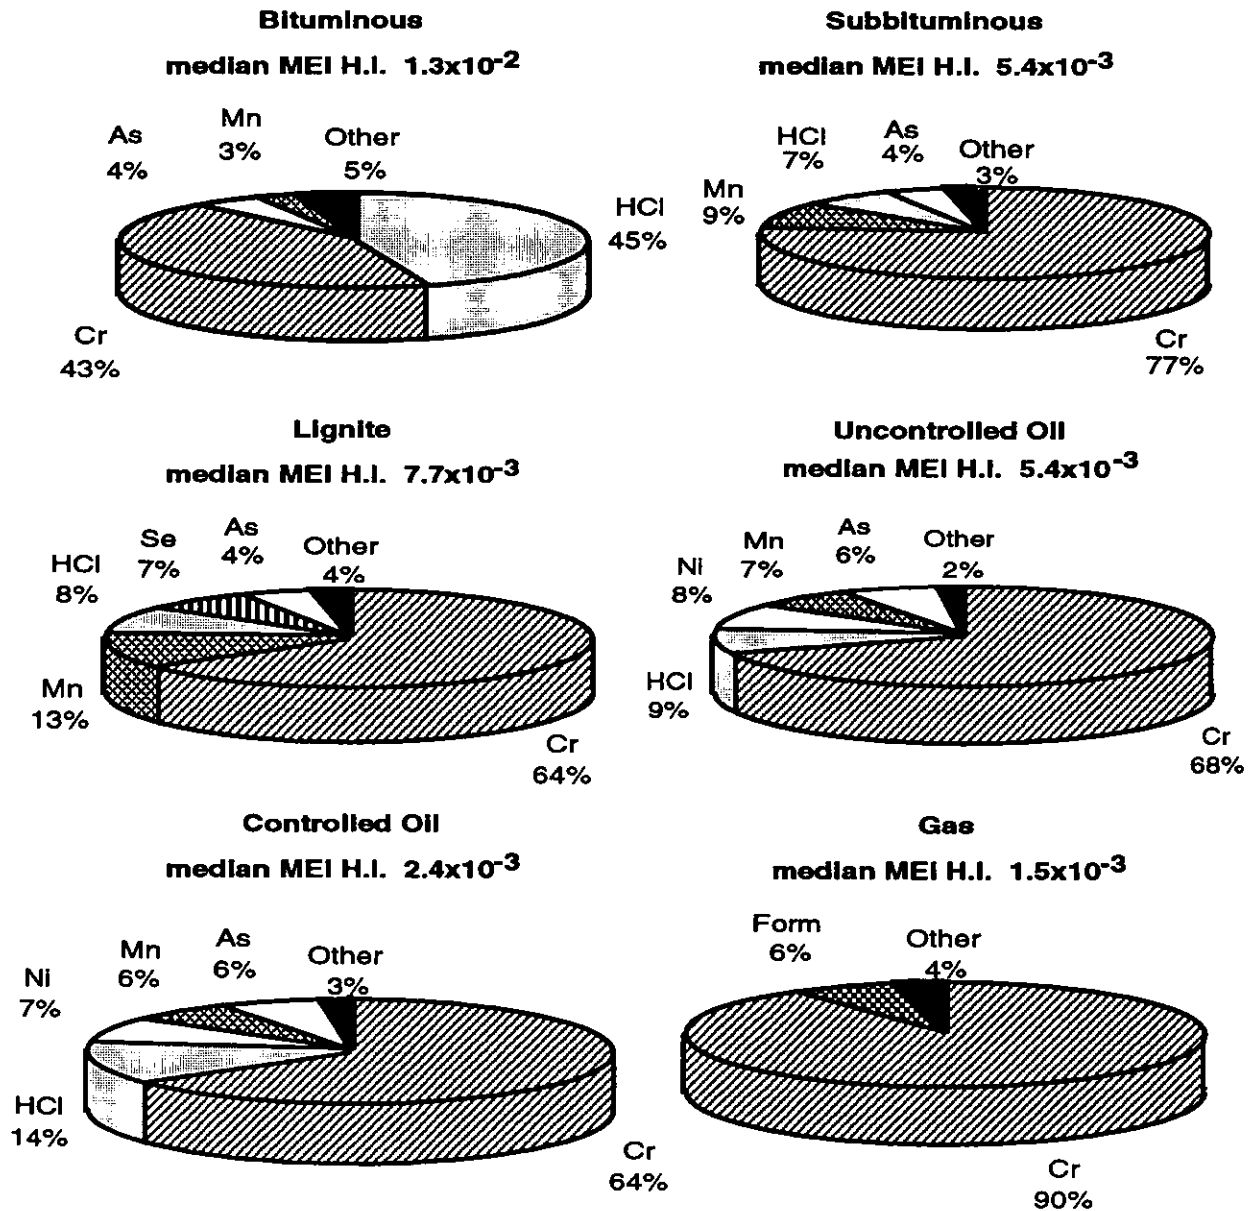 Bituminous
median MEI H.I. 1.3x10-2
As
4%
Mn
3%
Other
5%
HCl
45%
Cr
43%
Subbituminous
median MEI H.I. 5.4x10-3
Mn
9%
HCl
7%
As
4%
Other
3%
Cr
77%
Lignite
median MEI H.I. 7.7x10-3
HCl
8%
Se
7%
As
4%
Other
4%
Mn
13%
Cr
64%
Uncontrolled Oil
median MEI H.I. 5.4x10-3
Ni
8%
Mn
7%
As
6%
Other
2%
HCl
9%
Cr
68%
Controlled Oil
median MEI H.I. 2.4x10-3
Ni
7%
Mn
6%
As
6%
Other
3%
HCl
14%
Cr
64%
Gas
median MEI H.I. 1.5x10-3
Form
6%
Other
4%
Cr
90%